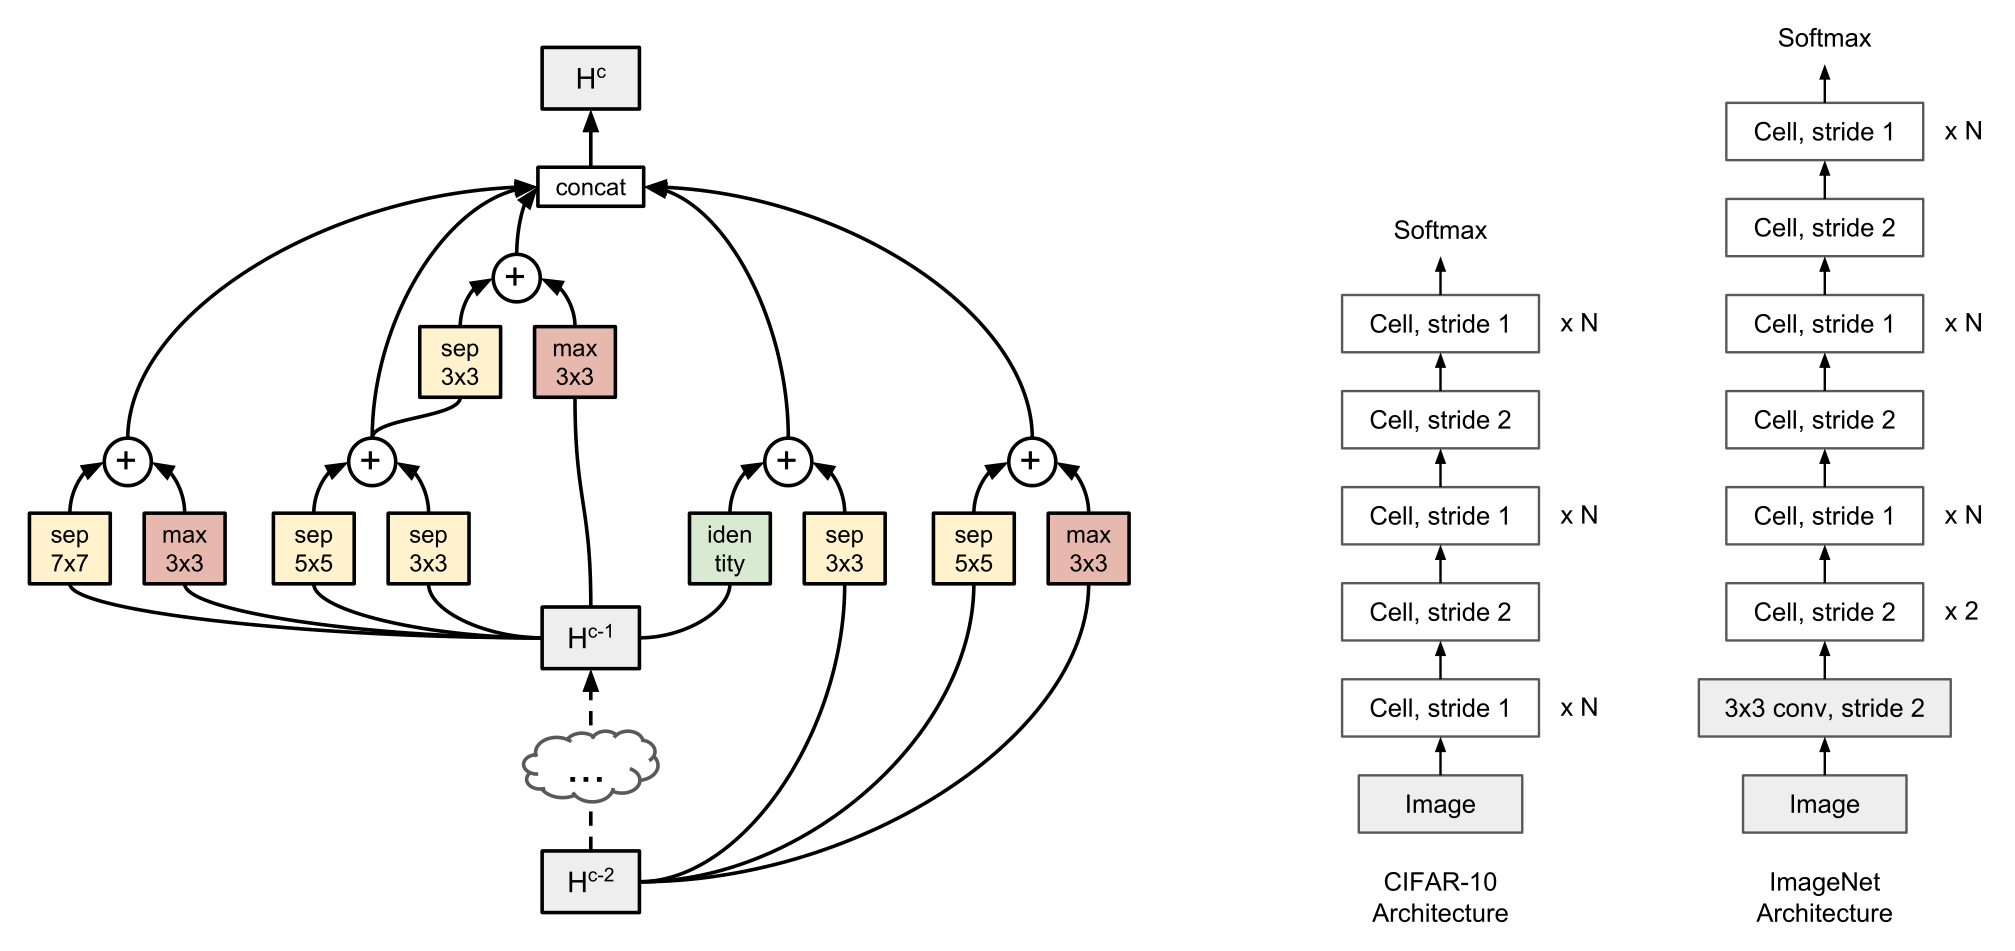 H^c
concat
+
sep
3x3
max
3x3
+
+
+
+
sep
7x7
max
3x3
sep
5x5
sep
3x3
iden
tity
sep
3x3
sep
5x5
max
3x3
H^c-1
...
H^c-2
Softmax
Cell, stride 1 x N
Cell, stride 2
Cell, stride 1 x N
Cell, stride 2
Cell, stride 1 x N
Image
CIFAR-10
Architecture
Softmax
Cell, stride 1 x N
Cell, stride 2
Cell, stride 1 x N
Cell, stride 2
Cell, stride 1 x N
Cell, stride 2 x 2
3x3 conv, stride 2
Image
ImageNet
Architecture